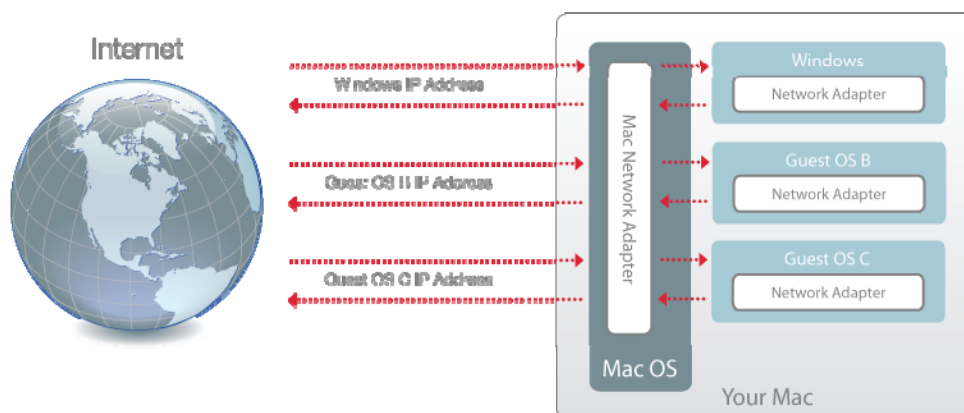 Internet
Windows IP Address
Guest OS B IP Address
Guest OS C IP Address
Mac Network Adapter
Mac OS
Windows
Network Adapter
Guest OS B
Network Adapter
Guest OS C
Network Adapter
Your Mac